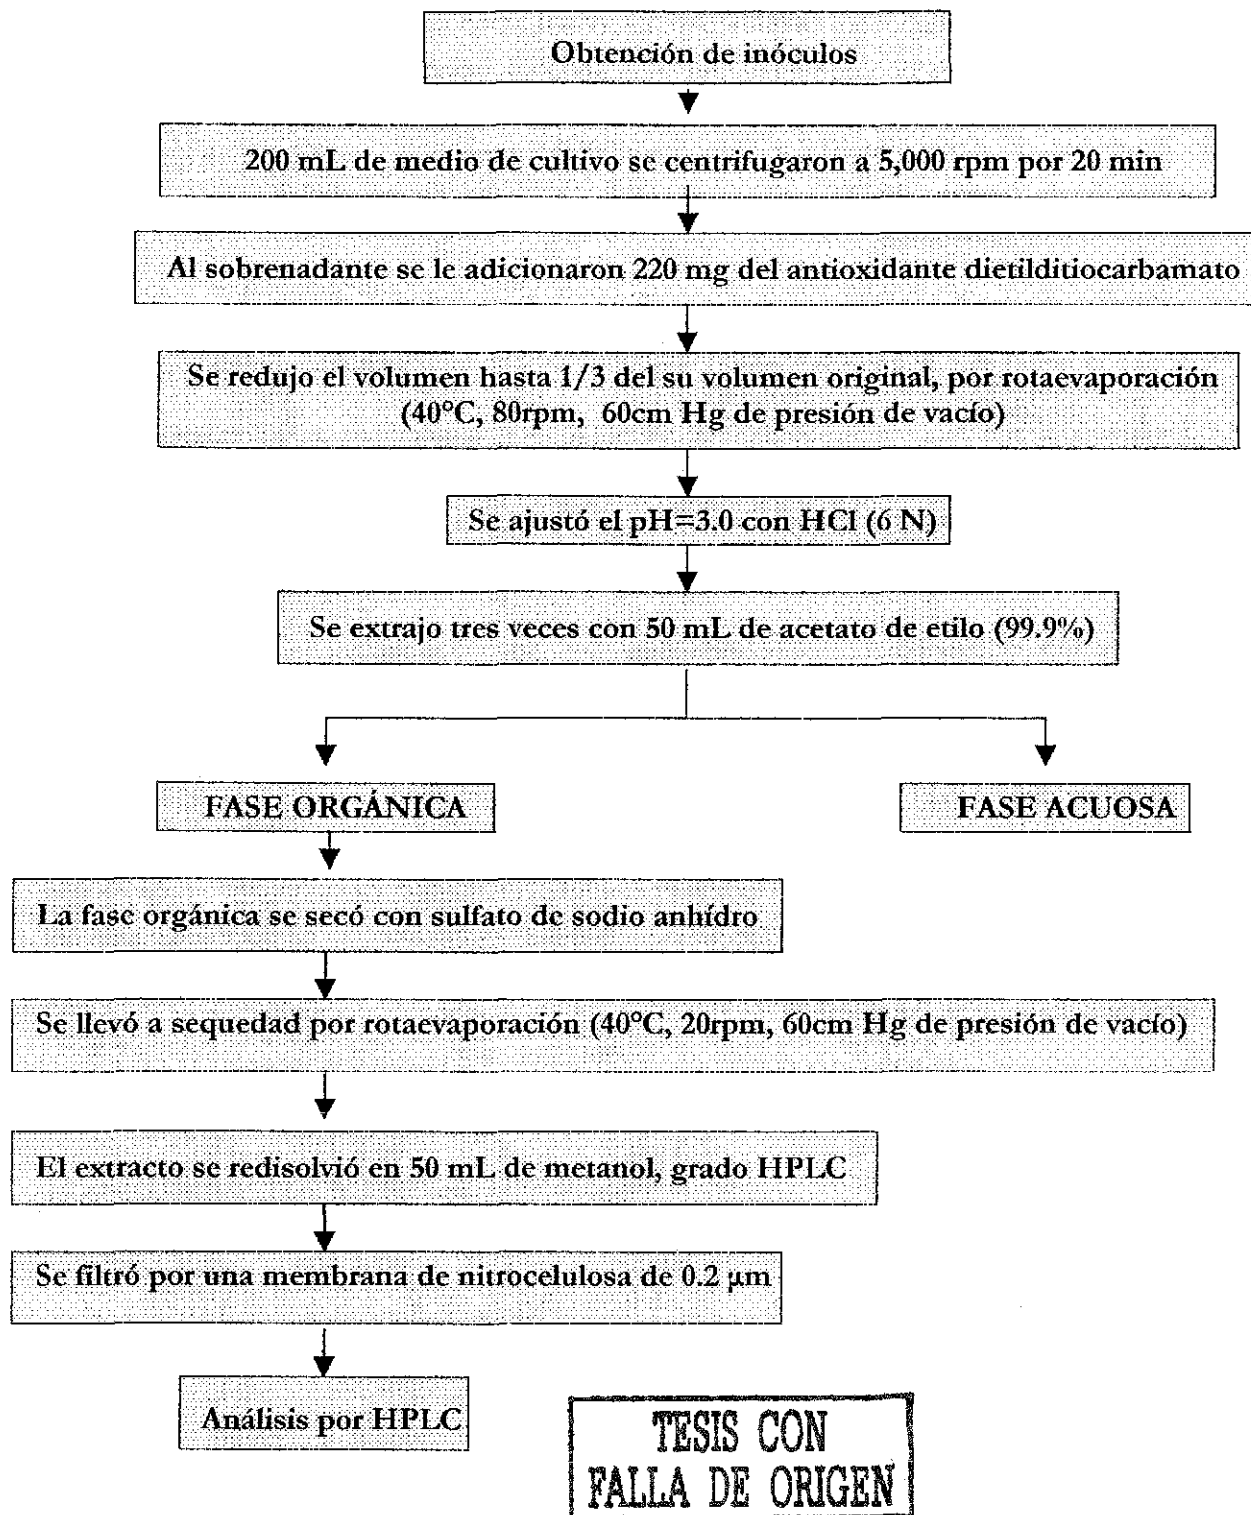 Obtención de inóculos
200 mL de medio de cultivo se centrifugaron a 5,000 rpm por 20 min
Al sobrenadante se le adicionaron 220 mg del antioxidante dietilditiocarbamato
Se redujo el volumen hasta 1/3 del su volumen original, por rotaevaporación
(40°C, 80rpm, 60cm Hg de presión de vacío)
Se ajustó el pH=3.0 con HCl (6 N)
Se extrajo tres veces con 50 mL de acetato de etilo (99.9%)
FASE ORGÁNICA
FASE ACUOSA
La fase orgánica se secó con sulfato de sodio anhídro
Se llevó a sequedad por rotaevaporación (40°C, 20rpm, 60cm Hg de presión de vacío)
El extracto se redisolvió en 50 mL de metanol, grado HPLC
Se filtró por una membrana de nitrocelulosa de 0.2 µm
Análisis por HPLC
TESIS CON
FALLA DE ORIGEN